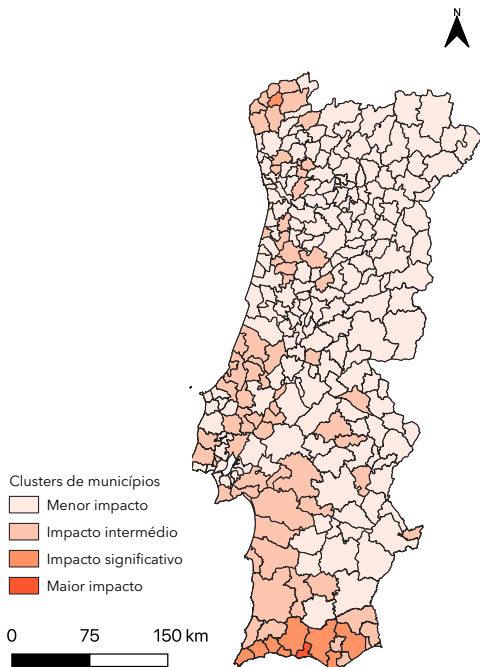 N
Clusters de municípios
Menor impacto
Impacto intermédio
Impacto significativo
Maior impacto
0 75 150 km